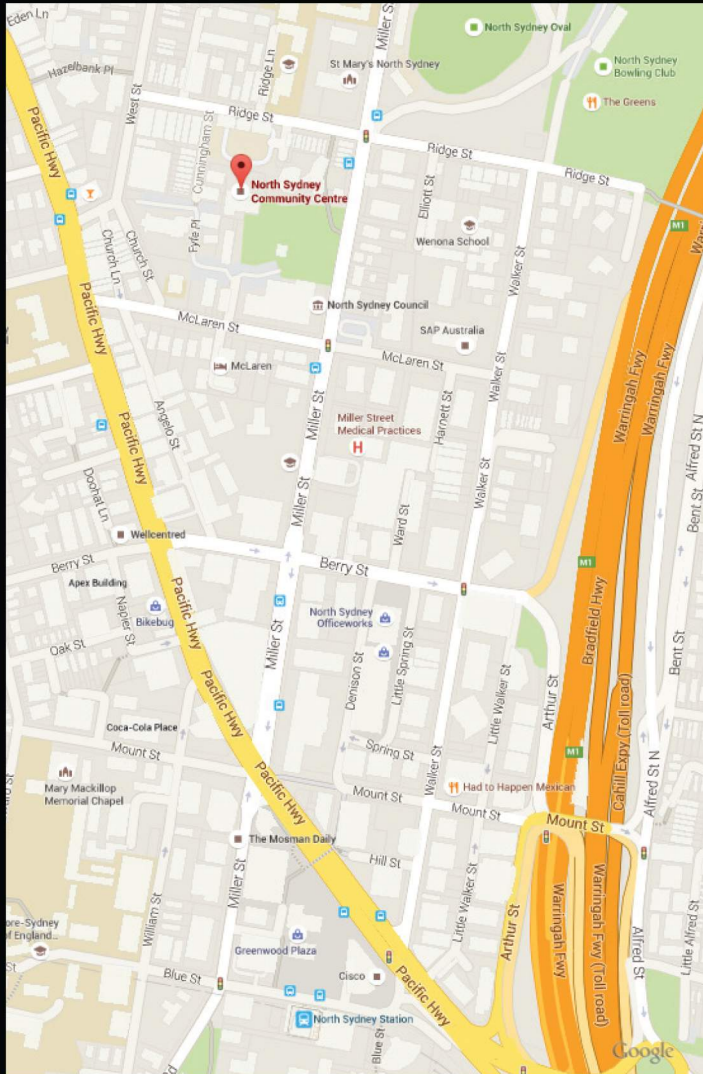 Eden Ln
Miller St
North Sydney Oval
Hazelbank Pl
Ridge Ln
St Mary's North Sydney
North Sydney
Bowling Club
The Greens
West St
Pacific Hwy
Cunningham St
Ridge St
Ridge St
Ridge St
North Sydney
Community Centre
Elliott St
M1
Wenona School
Fyfe Pl
Church Ln
Church St
Walker St
Pacific Hwy
North Sydney Council
McLaren St
SAP Australia
McLaren St
McLaren
Walker St
Warringah Fwy
Warringah Fwy
Miller St
Harnett St
Miller Street
Medical Practices
H
Angelo St
Pacific Hwy
Alfred St N
Doohat Ln
Walker St
Bent St
Miller St
Ward St
Wellcentred
Berry St
Berry St
M1
Apex Building
Bikebug
Napier St
Pacific Hwy
North Sydney
Officeworks
Bradfield Hwy
Oak St
Miller St
Denison St
Little Spring St
Little Walker St
Bent St
Pacific Hwy
Arthur St
Cahill Expy (Toll road)
Coca-Cola Place
Mount St
Spring St
Walker St
M1
Alfred St N
Mary Mackillop
Memorial Chapel
Pacific Hwy
Mount St
Had to Happen Mexican
Mount St
Mount St
The Mosman Daily
Hill St
Miller St
William St
Little Walker St
Arthur St
Warringah Fwy
Warringah Fwy (Toll road)
Alfred St
Little Alfred St
ore-Sydney
of England...
Greenwood Plaza
Blue St
Cisco
Pacific Hwy
North Sydney Station
Blue St
Google